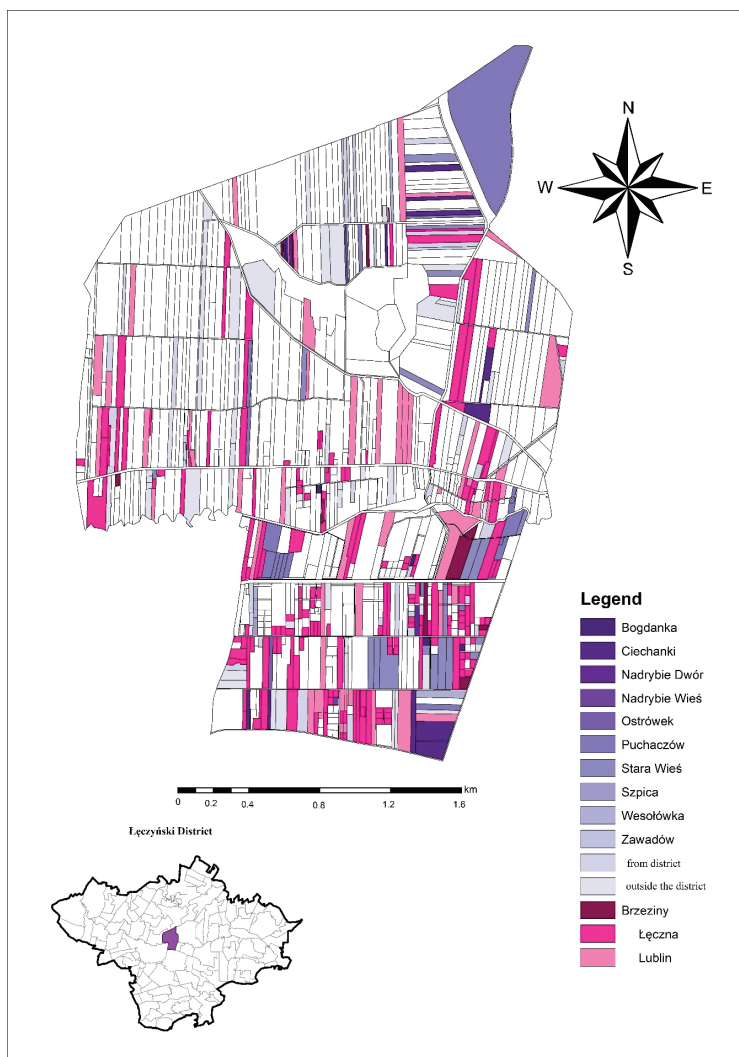 N
W
E
S
Legend
Bogdanka
Ciechanki
Nadrybie Dwór
Nadrybie Wieś
Ostrówek
Puchaczów
Stara Wieś
Szpica
Wesołówka
Zawadów
from district
outside the district
Brzeziny
Łęczna
Lublin
km
0 0.2 0.4 0.8 1.2 1.6
Łęczyński District